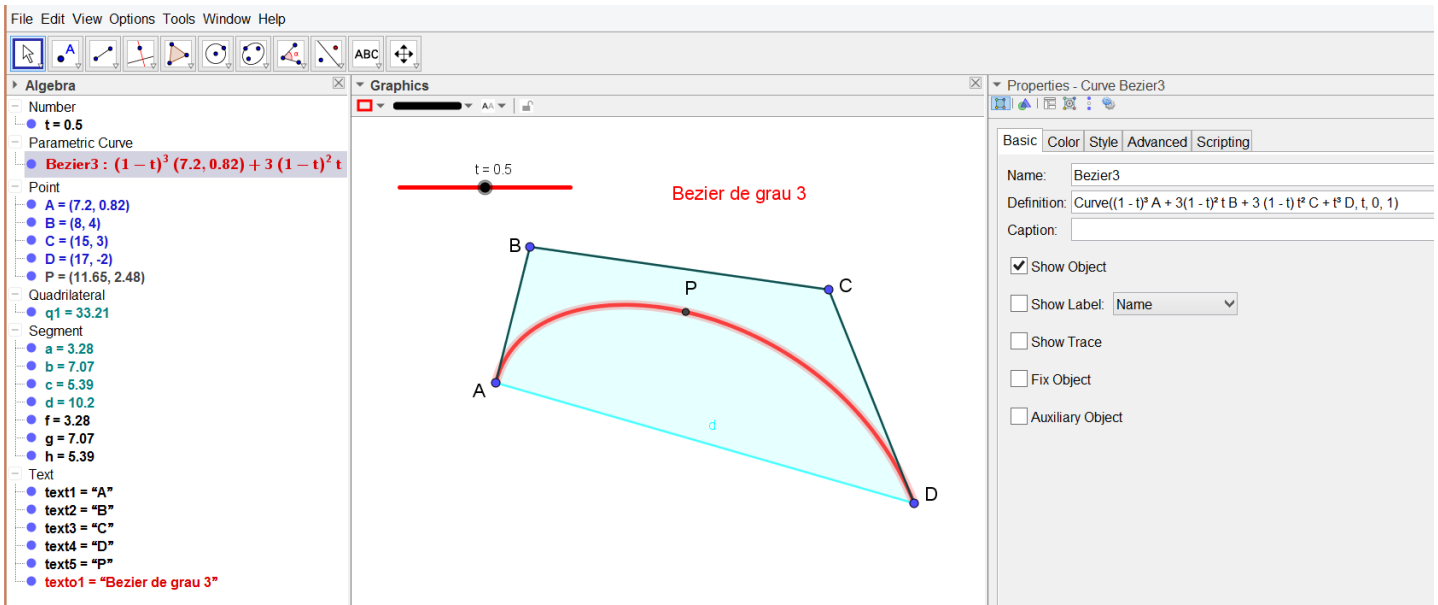 File Edit View Options Tools Window Help
A
ABC
Algebra
Number
t = 0.5
Parametric Curve
Bezier3 : (1 − t)³ (7.2, 0.82) + 3 (1 − t)² t
Point
A = (7.2, 0.82)
B = (8, 4)
C = (15, 3)
D = (17, -2)
P = (11.65, 2.48)
Quadrilateral
q1 = 33.21
Segment
a = 3.28
b = 7.07
c = 5.39
d = 10.2
f = 3.28
g = 7.07
h = 5.39
Text
text1 = “A”
text2 = “B”
text3 = “C”
text4 = “D”
text5 = “P”
texto1 = “Bezier de grau 3”
Graphics
AA
t = 0.5
Bezier de grau 3
B
C
P
A
d
D
Properties - Curve Bezier3
Basic Color Style Advanced Scripting
Name: Bezier3
Definition: Curve((1 - t)³ A + 3(1 - t)² t B + 3 (1 - t) t² C + t³ D, t, 0, 1)
Caption:
Show Object
Show Label: Name
Show Trace
Fix Object
Auxiliary Object